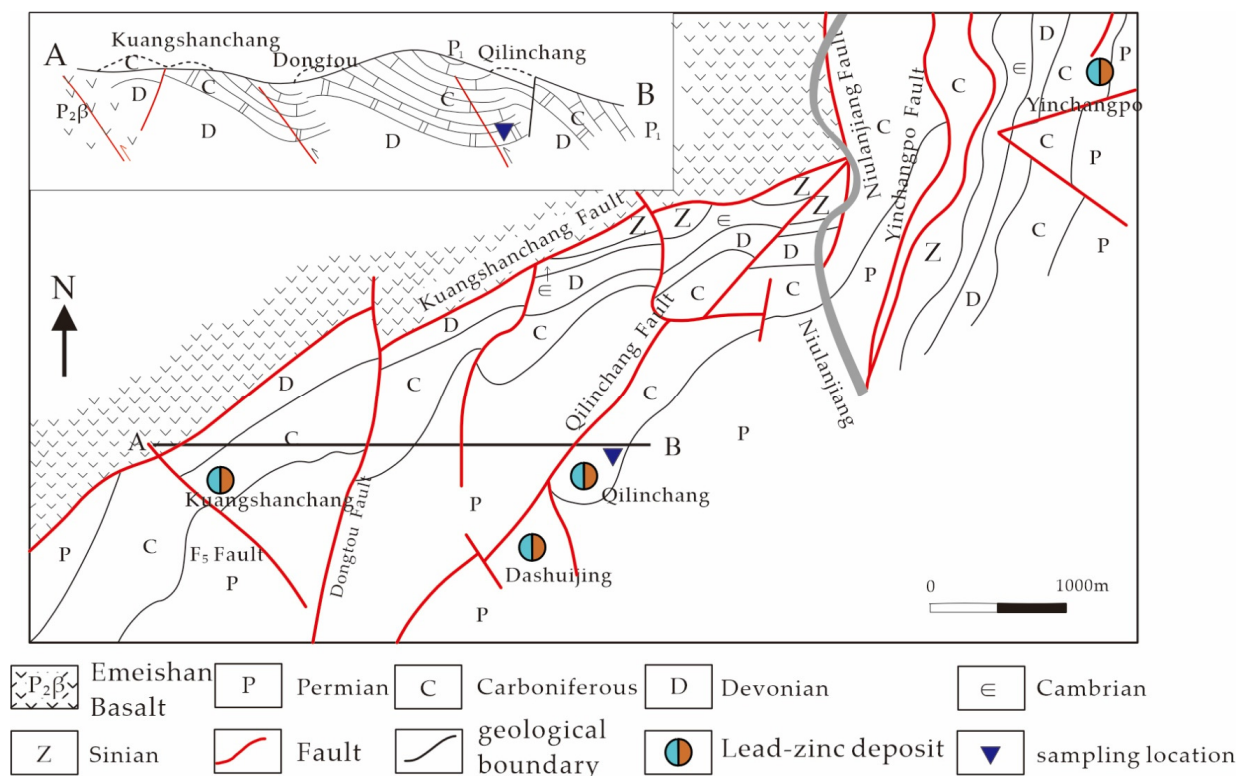 A
Kuangshanchang
Dongtou
P₁
Qilinchang
B
C
D
C
P₂β
D
C
D
D
C
P₁
N
Kuangshanchang Fault
Niulanjiang Fault
Yinchangpo Fault
Yinchangpo
Niulanjiang
Qilinchang Fault
Dongtou Fault
F₅ Fault
A
B
Kuangshanchang
Qilinchang
Dashuijing
D
∈
C
P
C
C
P
C
P
Z
D
P
Z
Z
Z
∈
D
D
C
C
D
∈
D
C
C
D
C
C
P
P
P
C
P
P
0 1000m
P₂β Emeishan
Basalt
P Permian
C Carboniferous
D Devonian
∈ Cambrian
Z Sinian
Fault
geological
boundary
Lead-zinc deposit
sampling location